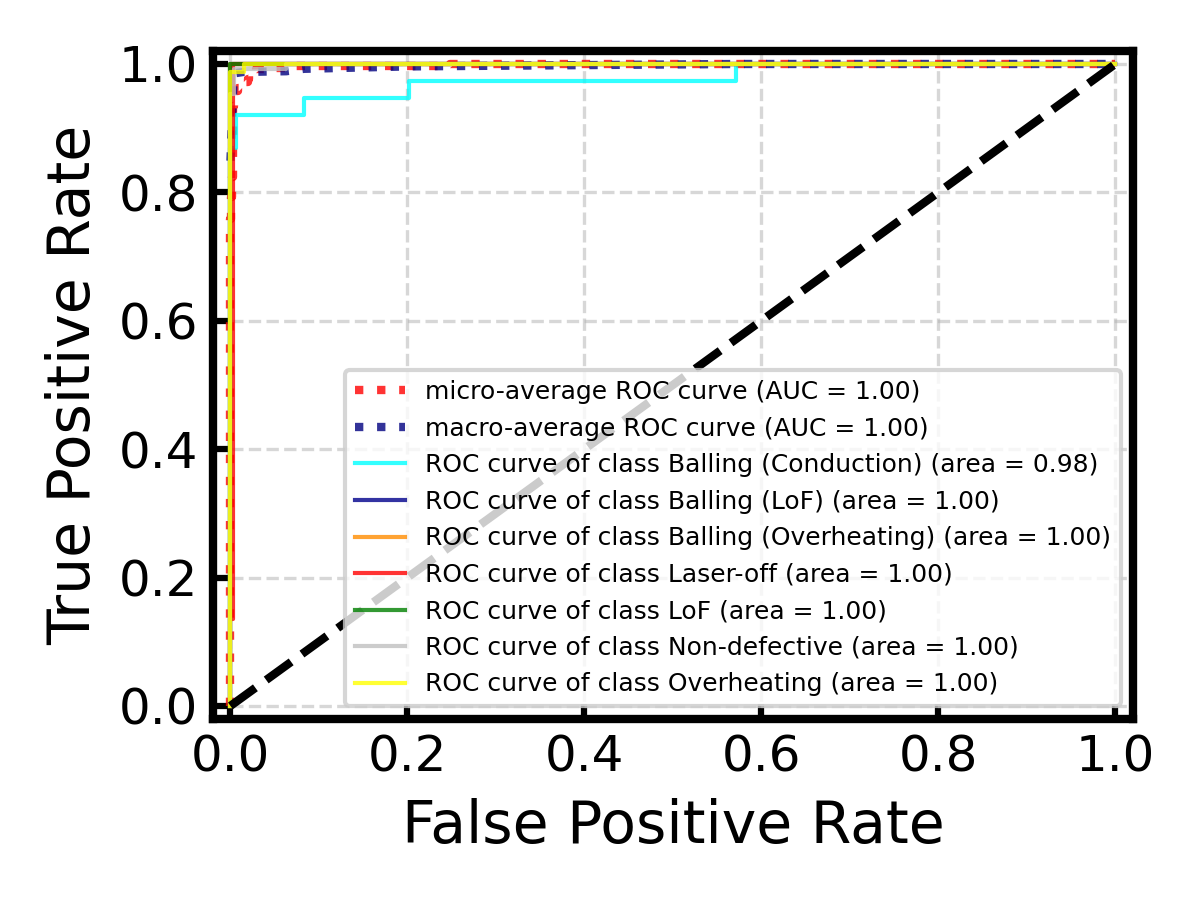 1.0
0.8
0.6
0.4
0.2
0.0
True Positive Rate
micro-average ROC curve (AUC = 1.00)
macro-average ROC curve (AUC = 1.00)
ROC curve of class Balling (Conduction) (area = 0.98)
ROC curve of class Balling (LoF) (area = 1.00)
ROC curve of class Balling (Overheating) (area = 1.00)
ROC curve of class Laser-off (area = 1.00)
ROC curve of class LoF (area = 1.00)
ROC curve of class Non-defective (area = 1.00)
ROC curve of class Overheating (area = 1.00)
0.0 0.2 0.4 0.6 0.8 1.0
False Positive Rate